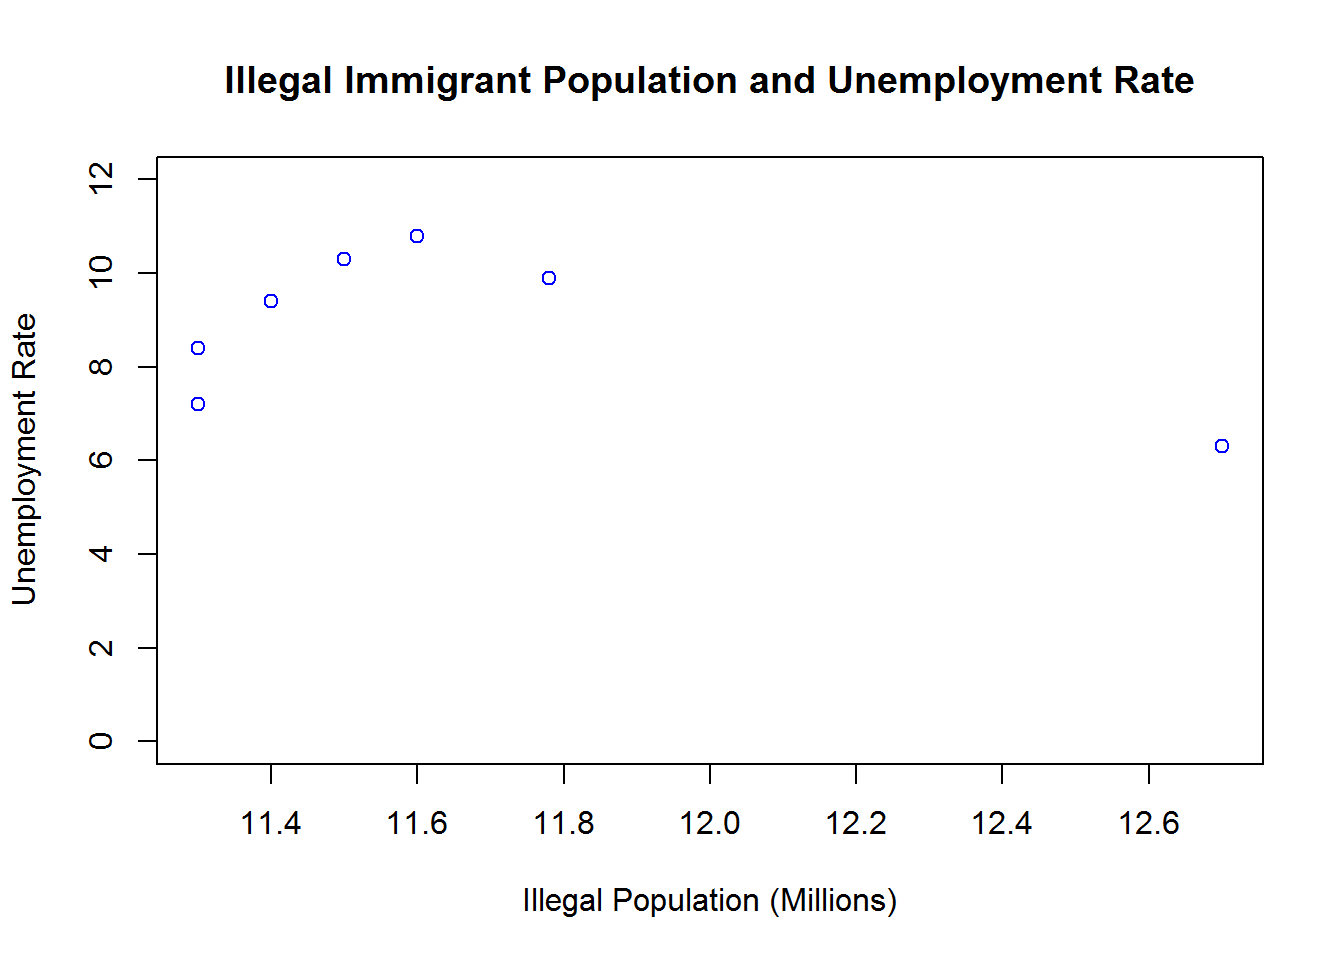 Illegal Immigrant Population and Unemployment Rate
12
10
8
6
4
2
0
Unemployment Rate
11.4 11.6 11.8 12.0 12.2 12.4 12.6
Illegal Population (Millions)